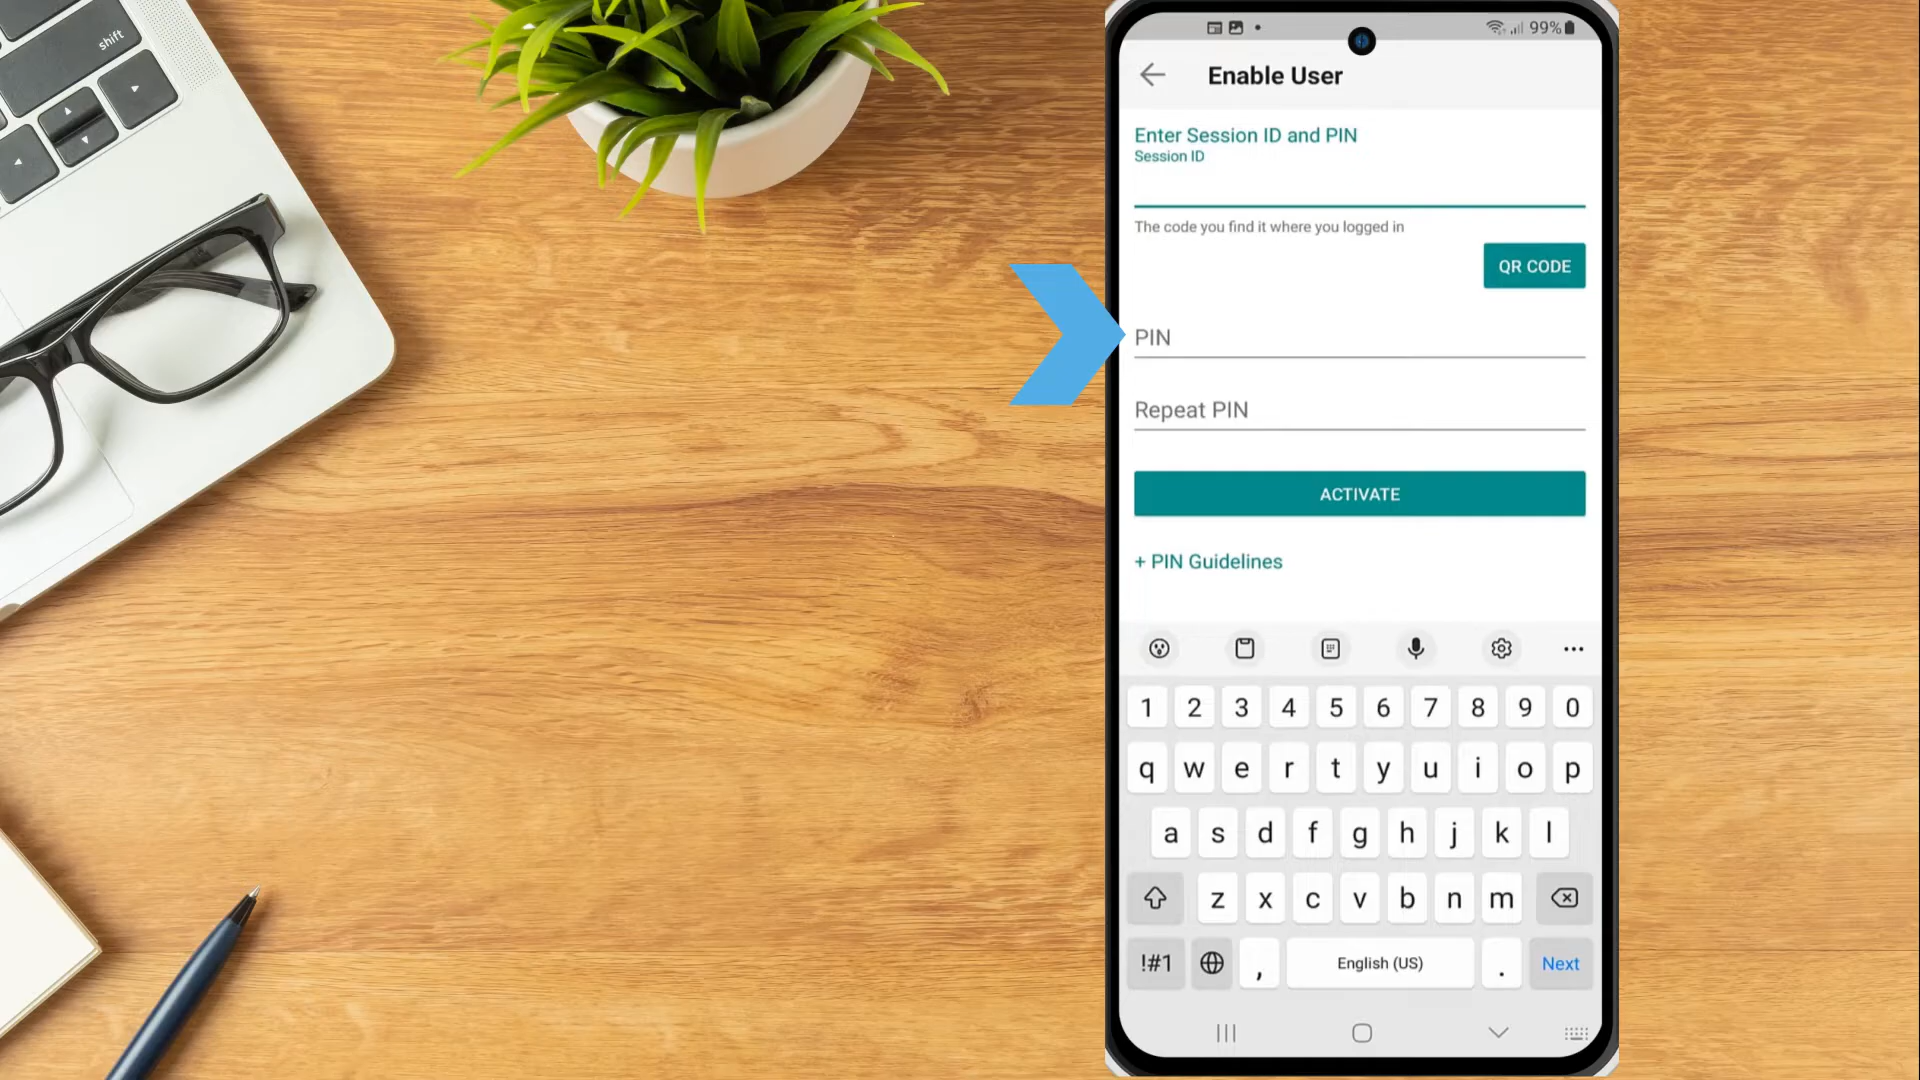 shift
99%
Enable User
Enter Session ID and PIN
Session ID
The code you find it where you logged in
QR CODE
PIN
Repeat PIN
ACTIVATE
+ PIN Guidelines
1 2 3 4 5 6 7 8 9 0
q w e r t y u i o p
a s d f g h j k l
z x c v b n m
!#1 , English (US) . Next